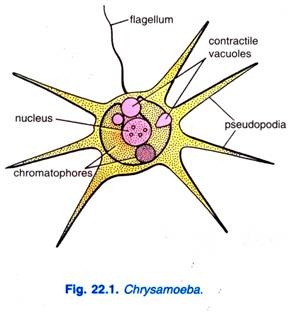 flagellum
contractile
vacuoles
nucleus
pseudopodia
chromatophores
Fig. 22.1. Chrysamoeba.